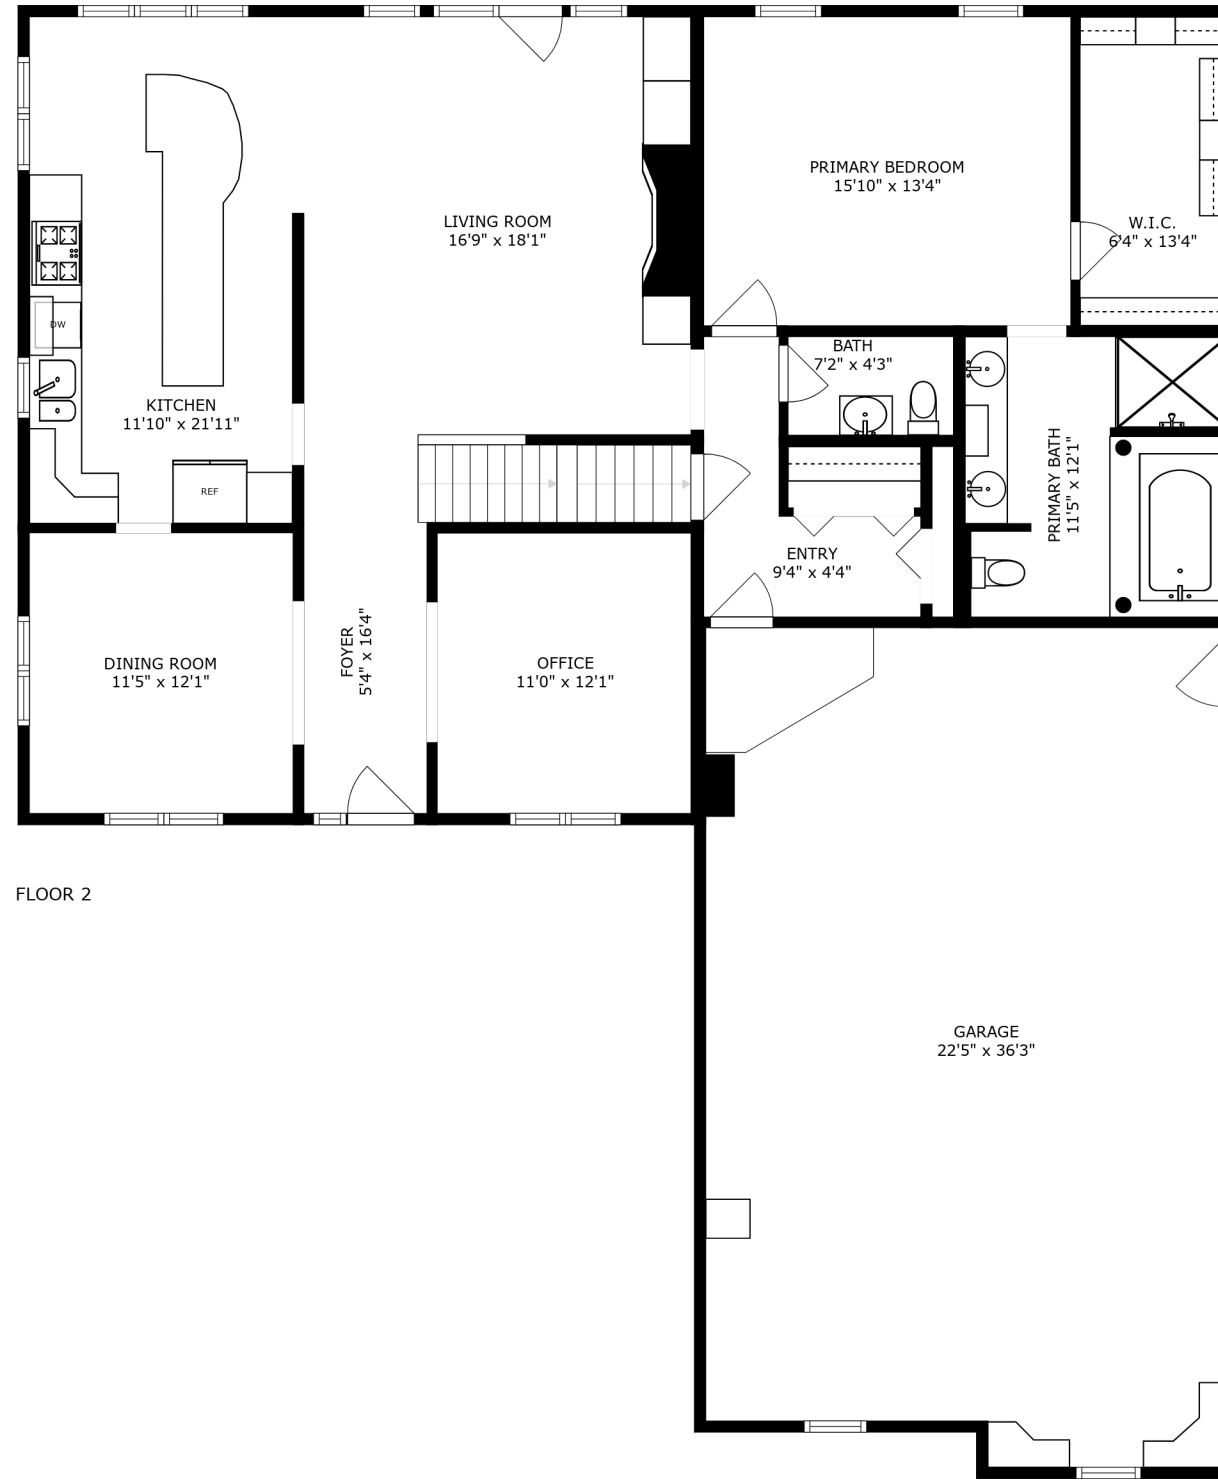 PRIMARY BEDROOM
15'10" x 13'4"
LIVING ROOM
16'9" x 18'1"
W.I.C.
6'4" x 13'4"
DW
BATH
7'2" x 4'3"
KITCHEN
11'10" x 21'11"
REF
PRIMARY BATH
11'5" x 12'1"
ENTRY
9'4" x 4'4"
DINING ROOM
11'5" x 12'1"
FOYER
5'4" x 16'4"
OFFICE
11'0" x 12'1"
FLOOR 2
GARAGE
22'5" x 36'3"